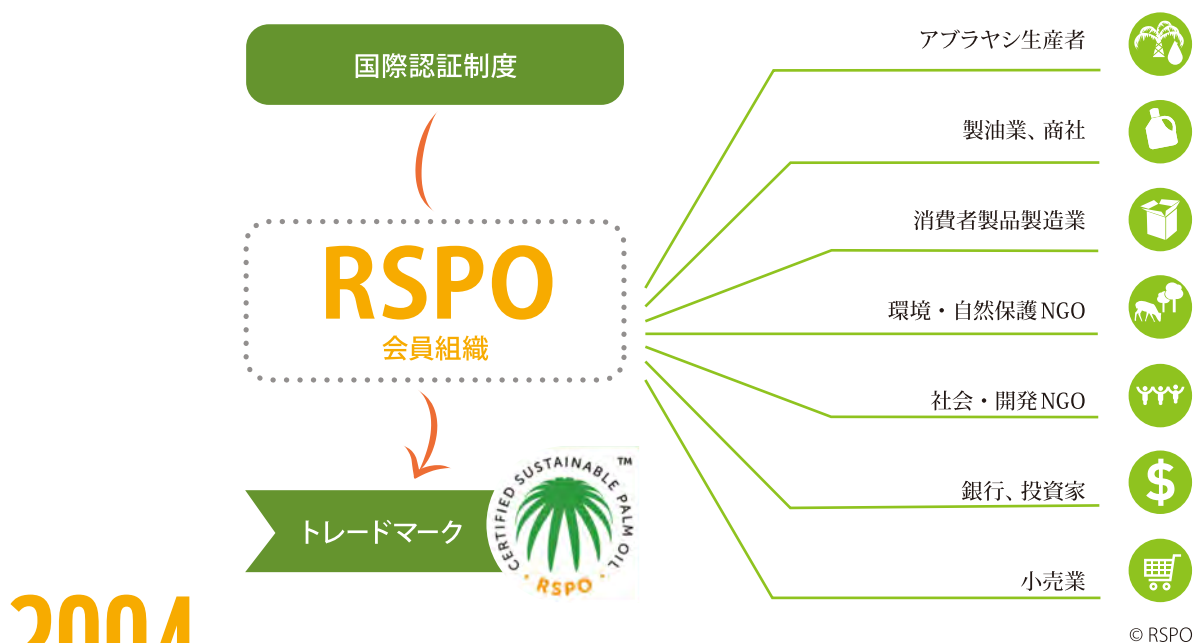 国際認証制度
RSPO
会員組織
トレードマーク
CERTIFIED SUSTAINABLE PALM OIL
TM
RSPO
アブラヤシ生産者
製油業、商社
消費者製品製造業
環境・自然保護NGO
社会・開発NGO
銀行、投資家
$
小売業
© RSPO
2004